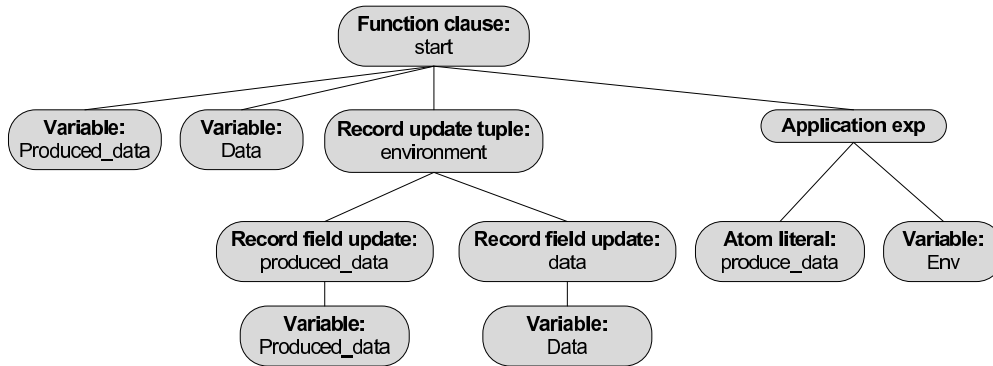 Function clause:
start
Variable:
Produced_data
Variable:
Data
Record update tuple:
environment
Application exp
Record field update:
produced_data
Record field update:
data
Atom literal:
produce_data
Variable:
Env
Variable:
Produced_data
Variable:
Data